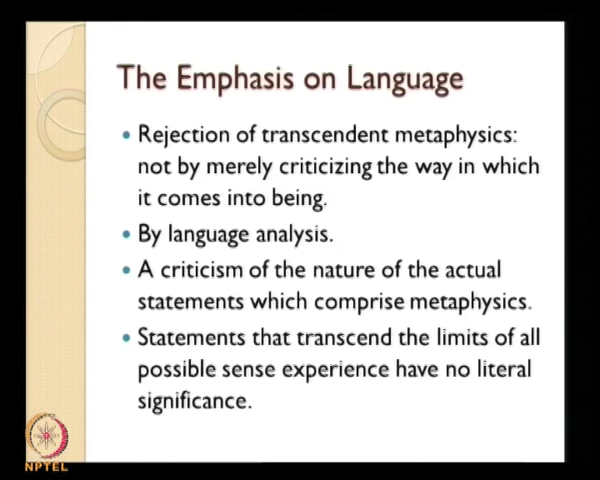 The Emphasis on Language
• Rejection of transcendent metaphysics:
not by merely criticizing the way in which
it comes into being.
• By language analysis.
• A criticism of the nature of the actual
statements which comprise metaphysics.
• Statements that transcend the limits of all
possible sense experience have no literal
significance.
NPTEL